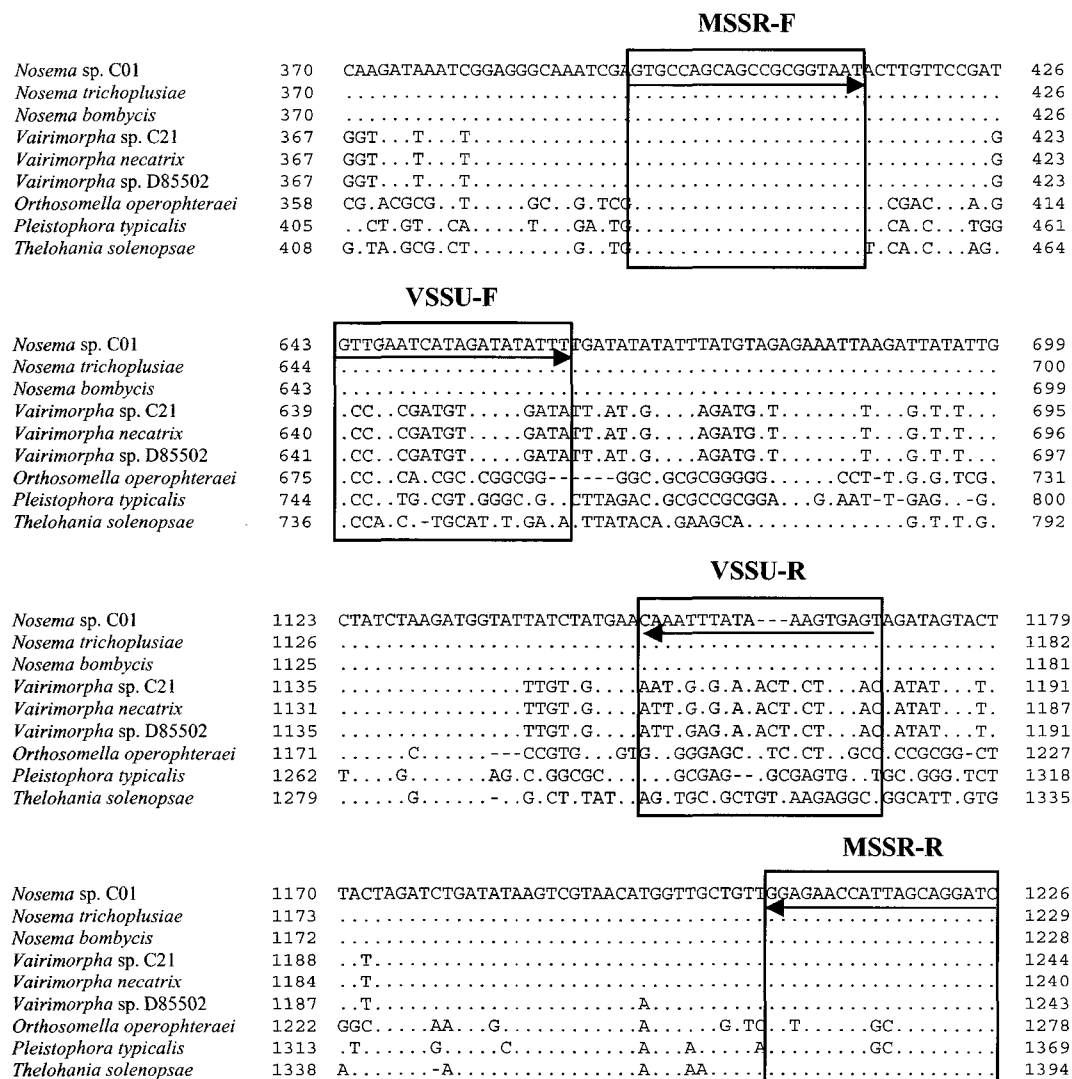 MSSR-F
Nosema sp. C01 370 CAAGATAAATCGGAGGGCAAATCGAGTGCCAGCAGCCGCGGTAATACTTGTTCCGAT 426
Nosema trichoplusiae 370 ......................................................... 426
Nosema bombycis 370 ......................................................... 426
Vairimorpha sp. C21 367 GGT...T...T.............................................G 423
Vairimorpha necatrix 367 GGT...T...T.............................................G 423
Vairimorpha sp. D85502 367 GGT...T...T.............................................G 423
Orthosomella operophteraei 358 CG.ACGCG..T.....GC..G.TCG......................CGAC...A.G 414
Pleistophora typicalis 405 ..CT.GT..CA.....T...GA.TG......................CA.C...TGG 461
Thelohania solenopsae 408 G.TA.GCG.CT.........G..TG....................T.CA.C...AG. 464
VSSU-F
Nosema sp. C01 643 GTTGAATCATAGATATATTTTGATATATATTTATGTAGAGAAATTAAGATTATATTG 699
Nosema trichoplusiae 644 ......................................................... 700
Nosema bombycis 643 ......................................................... 699
Vairimorpha sp. C21 639 .CC..CGATGT.....GATATT.AT.G....AGATG.T.......T...G.T.T... 695
Vairimorpha necatrix 640 .CC..CGATGT.....GATATT.AT.G....AGATG.T.......T...G.T.T... 696
Vairimorpha sp. D85502 641 .CC..CGATGT.....GATATT.AT.G....AGATG.T.......T...G.T.T... 697
Orthosomella operophteraei 675 .CC..CA.CGC.CGGCGG------GGC.GCGCGGGGG......CCT-T.G.G.TCG. 731
Pleistophora typicalis 744 .CC..TG.CGT.GGGC.G..CTTAGAC.GCGCCGCGGA...G.AAT-T-GAG..-G. 800
Thelohania solenopsae 736 .CCA.C.-TGCAT.T.GA.A.TTATACA.GAAGCA..............G.T.T.G. 792
VSSU-R
Nosema sp. C01 1123 CTATCTAAGATGGTATTATCTATGAACAAATTTATA---AAGTGAGTAGATAGTACT 1179
Nosema trichoplusiae 1126 ......................................................... 1182
Nosema bombycis 1125 ......................................................... 1181
Vairimorpha sp. C21 1135 ................TTGT.G....AAT.G.G.A.ACT.CT...AC.ATAT...T. 1191
Vairimorpha necatrix 1131 ................TTGT.G....ATT.G.G.A.ACT.CT...AC.ATAT...T. 1187
Vairimorpha sp. D85502 1135 ................TTGT.G....ATT.GAG.A.ACT.CT...AC.ATAT...T. 1191
Orthosomella operophteraei 1171 ......C......---CCGTG...GTG..GGGAGC..TC.CT..GCC.CCGCGG-CT 1227
Pleistophora typicalis 1262 T....G.......AG.C.GGCGC......GCGAG--.GCGAGTG..TGC.GGG.TCT 1318
Thelohania solenopsae 1279 ......G......-..G.CT.TAT..AG.TGC.GCTGT.AAGAGGC.GGCATT.GTG 1335
MSSR-R
Nosema sp. C01 1170 TACTAGATCTGATATAAGTCGTAACATGGTTGCTGTTGGAGAACCATTAGCAGGATC 1226
Nosema trichoplusiae 1173 ......................................................... 1229
Nosema bombycis 1172 ......................................................... 1228
Vairimorpha sp. C21 1188 ..T...................................................... 1244
Vairimorpha necatrix 1184 ..T...................................................... 1240
Vairimorpha sp. D85502 1187 ..T.......................A.............................. 1243
Orthosomella operophteraei 1222 GGC.....AA...G............A......G.TC..T......GC......... 1278
Pleistophora typicalis 1313 .T......G.....C...........A...A.....A.........GC......... 1369
Thelohania solenopsae 1338 A.......-A................A...AA......................... 1394